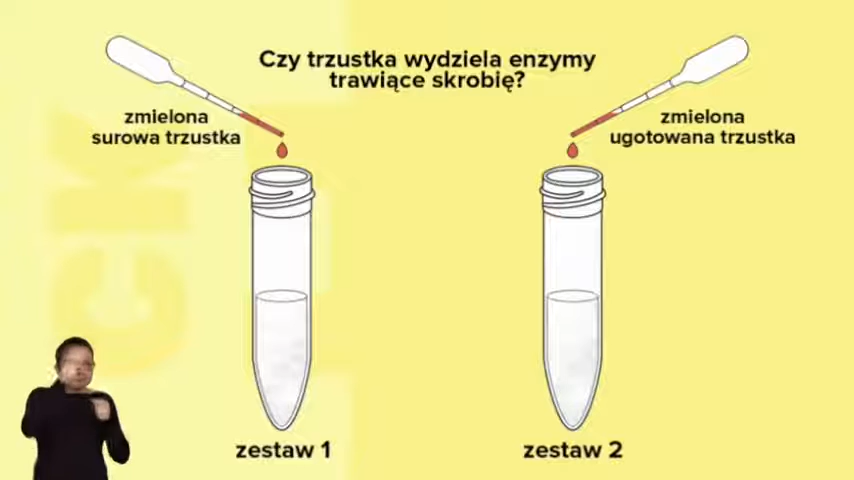 Czy trzustka wydziela enzymy
trawiące skrobię?
zmielona
surowa trzustka
zmielona
ugotowana trzustka
zestaw 1
zestaw 2